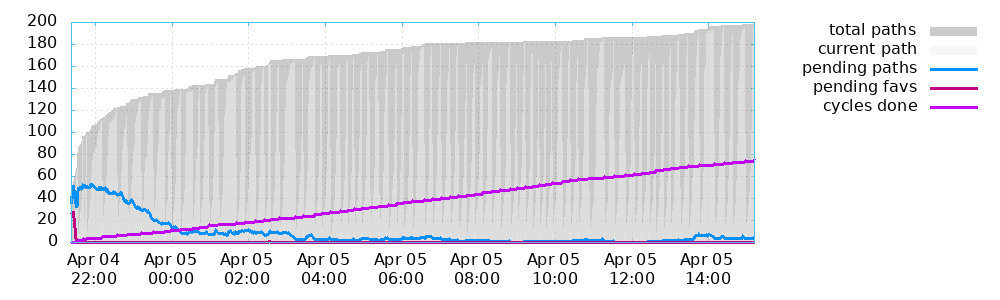 200
180
160
140
120
100
80
60
40
20
0
Apr 04 22:00
Apr 05 00:00
Apr 05 02:00
Apr 05 04:00
Apr 05 06:00
Apr 05 08:00
Apr 05 10:00
Apr 05 12:00
Apr 05 14:00
total paths
current path
pending paths
pending favs
cycles done